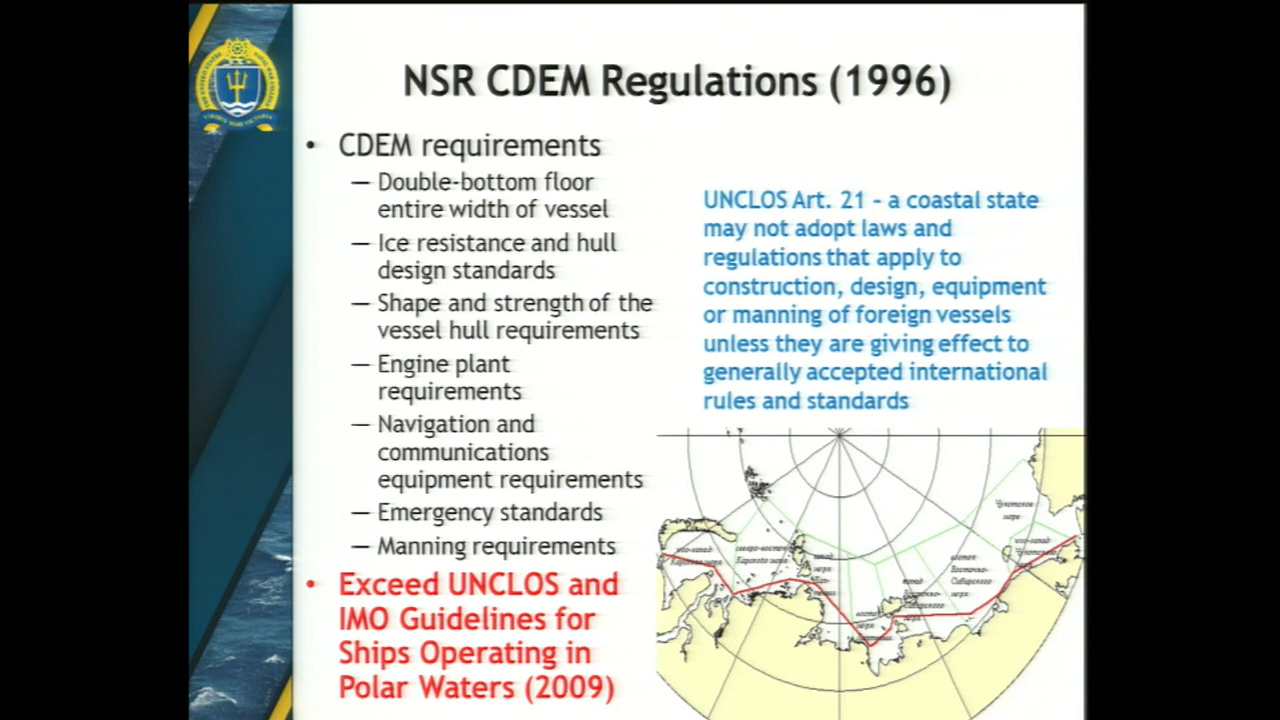 NSR CDEM Regulations (1996)
• CDEM requirements
— Double-bottom floor
entire width of vessel
— Ice resistance and hull
design standards
— Shape and strength of the
vessel hull requirements
— Engine plant
requirements
— Navigation and
communications
equipment requirements
— Emergency standards
— Manning requirements
• Exceed UNCLOS and
IMO Guidelines for
Ships Operating in
Polar Waters (2009)
UNCLOS Art. 21 – a coastal state
may not adopt laws and
regulations that apply to
construction, design, equipment
or manning of foreign vessels
unless they are giving effect to
generally accepted international
rules and standards
Чукотское
море